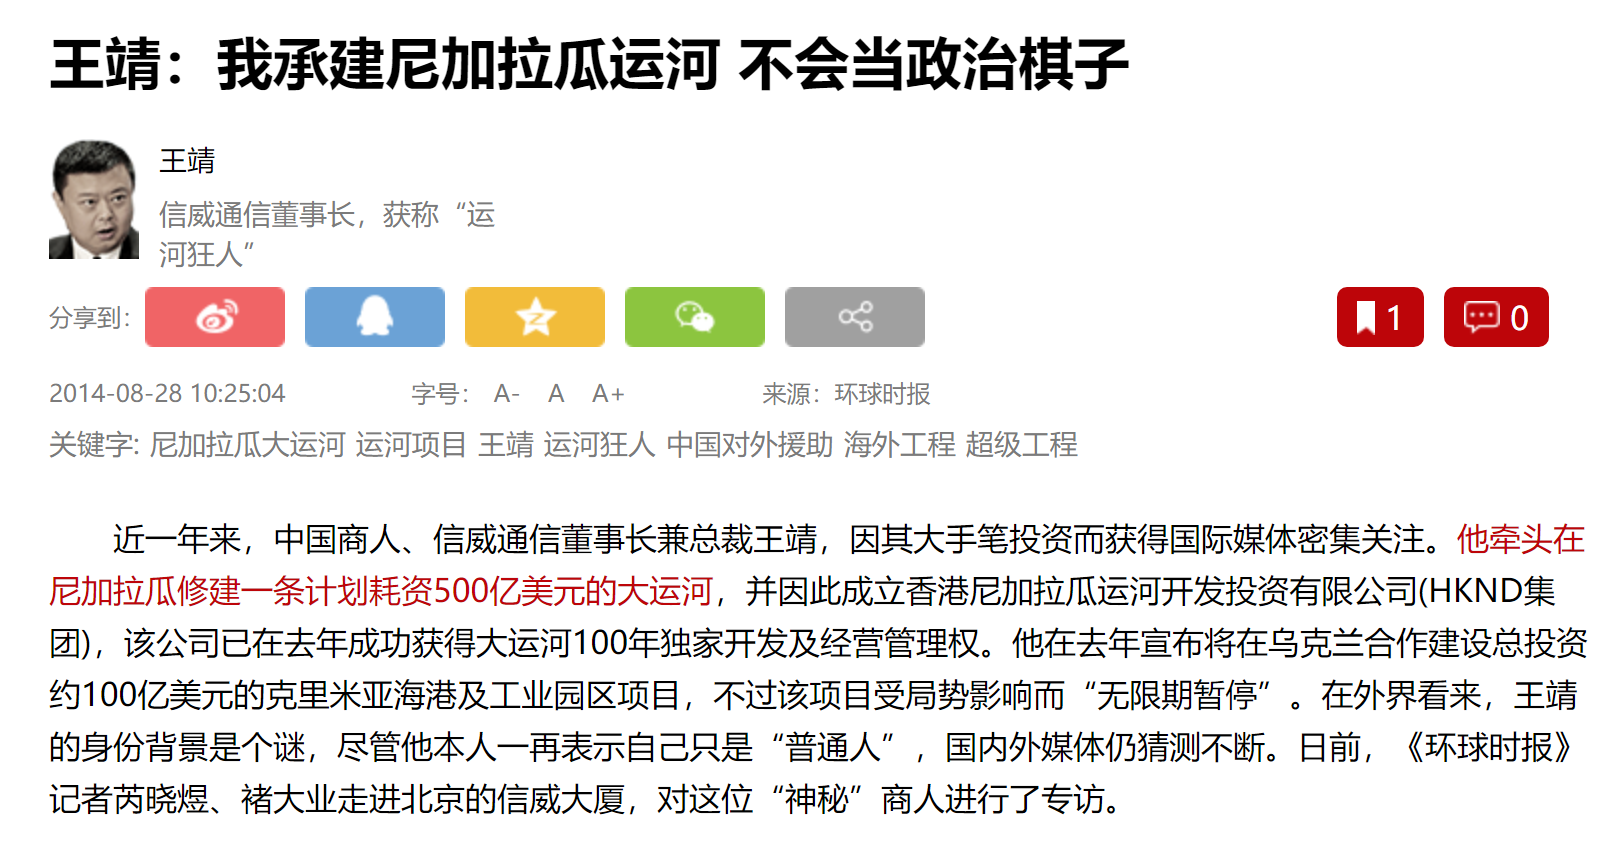 王靖：我承建尼加拉瓜运河 不会当政治棋子
王靖
信威通信董事长，获称“运
河狂人”
分享到：
1
0
2014-08-28 10:25:04 字号： A- A A+ 来源：环球时报
关键字: 尼加拉瓜大运河 运河项目 王靖 运河狂人 中国对外援助 海外工程 超级工程
近一年来，中国商人、信威通信董事长兼总裁王靖，因其大手笔投资而获得国际媒体密集关注。他牵头在
尼加拉瓜修建一条计划耗资500亿美元的大运河，并因此成立香港尼加拉瓜运河开发投资有限公司(HKND集
团)，该公司已在去年成功获得大运河100年独家开发及经营管理权。他在去年宣布将在乌克兰合作建设总投资
约100亿美元的克里米亚海港及工业园区项目，不过该项目受局势影响而“无限期暂停”。在外界看来，王靖
的身份背景是个谜，尽管他本人一再表示自己只是“普通人”，国内外媒体仍猜测不断。日前，《环球时报》
记者芮晓煜、褚大业走进北京的信威大厦，对这位“神秘”商人进行了专访。